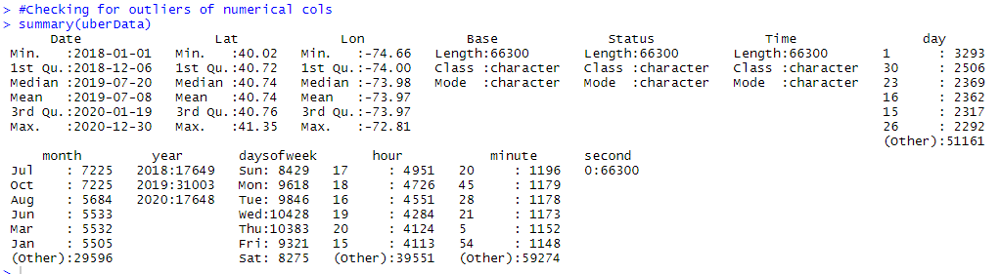 > #Checking for outliers of numerical cols
> summary(uberData)
Date Lat Lon Base Status Time day
Min. :2018-01-01 Min. :40.02 Min. :-74.66 Length:66300 Length:66300 Length:66300 1 : 3293
1st Qu.:2018-12-06 1st Qu.:40.72 1st Qu.:-74.00 Class :character Class :character Class :character 30 : 2506
Median :2019-07-20 Median :40.74 Median :-73.98 Mode :character Mode :character Mode :character 23 : 2369
Mean :2019-07-08 Mean :40.74 Mean :-73.97 16 : 2362
3rd Qu.:2020-01-19 3rd Qu.:40.76 3rd Qu.:-73.97 15 : 2317
Max. :2020-12-30 Max. :41.35 Max. :-72.81 26 : 2292
(Other):51161
month year daysofweek hour minute second
Jul : 7225 2018:17649 Sun: 8429 17 : 4951 20 : 1196 0:66300
Oct : 7225 2019:31003 Mon: 9618 18 : 4726 45 : 1179
Aug : 5684 2020:17648 Tue: 9846 16 : 4551 28 : 1178
Jun : 5533 Wed:10428 19 : 4284 21 : 1173
Mar : 5532 Thu:10383 20 : 4124 5 : 1152
Jan : 5505 Fri: 9321 15 : 4113 54 : 1148
(Other):29596 Sat: 8275 (Other):39551 (Other):59274
>